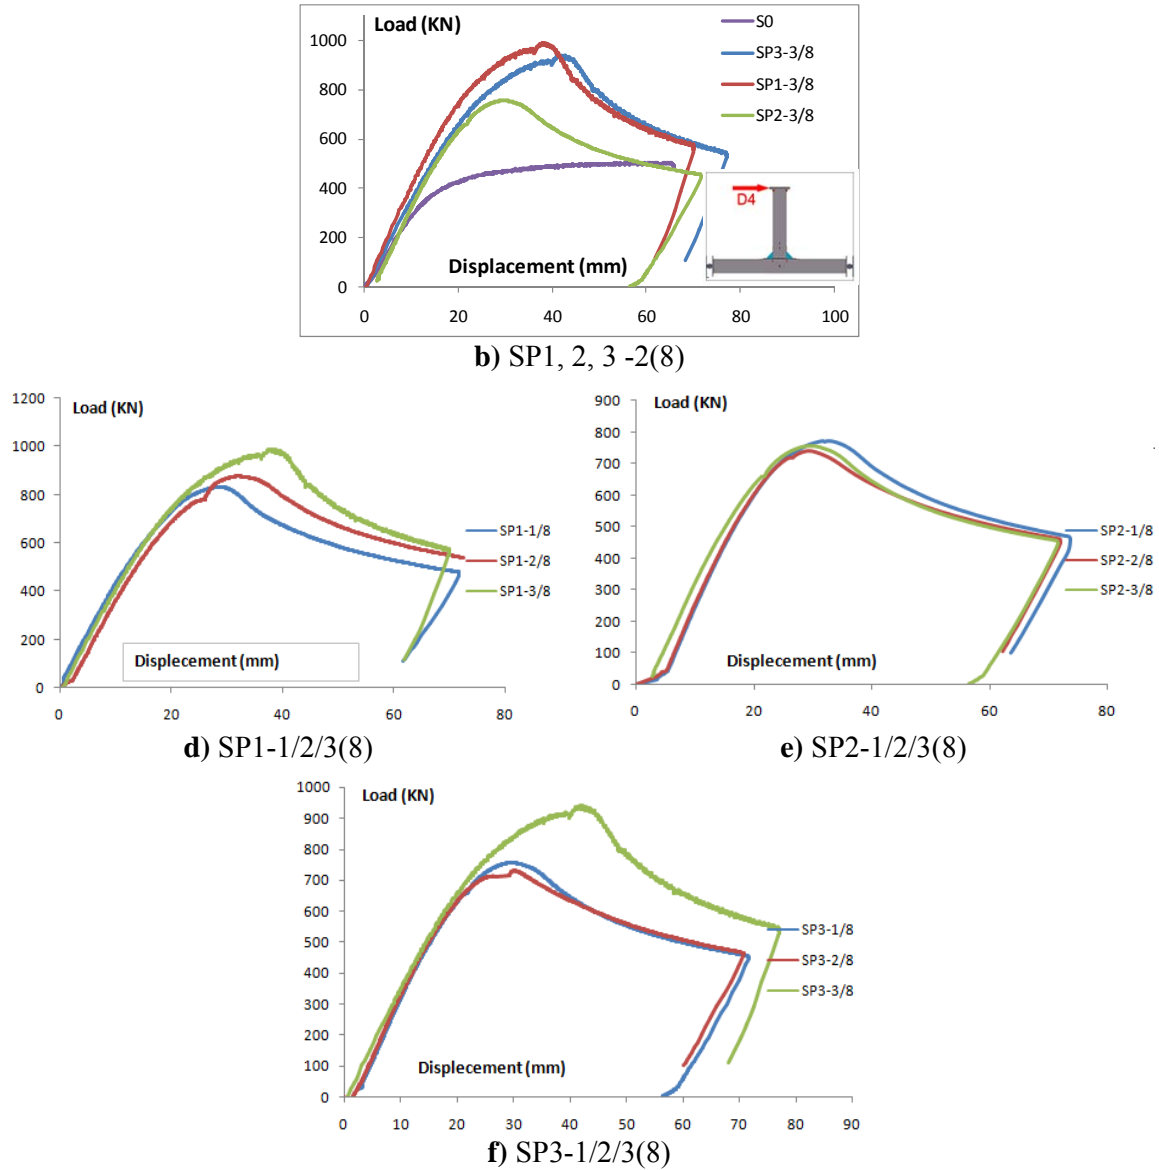 Load (KN)
S0
SP3-3/8
SP1-3/8
SP2-3/8
1000
800
600
400
200
0
D4
Displacement (mm)
0 20 40 60 80 100
b) SP1, 2, 3 -2(8)
Load (KN)
1200
1000
800
600
400
200
0
SP1-1/8
SP1-2/8
SP1-3/8
Displecement (mm)
0 20 40 60 80
d) SP1-1/2/3(8)
Load (KN)
900
800
700
600
500
400
300
200
100
0
SP2-1/8
SP2-2/8
SP2-3/8
Displacement (mm)
0 20 40 60 80
e) SP2-1/2/3(8)
Load (KN)
1000
900
800
700
600
500
400
300
200
100
0
SP3-1/8
SP3-2/8
SP3-3/8
Displacement (mm)
0 10 20 30 40 50 60 70 80 90
f) SP3-1/2/3(8)